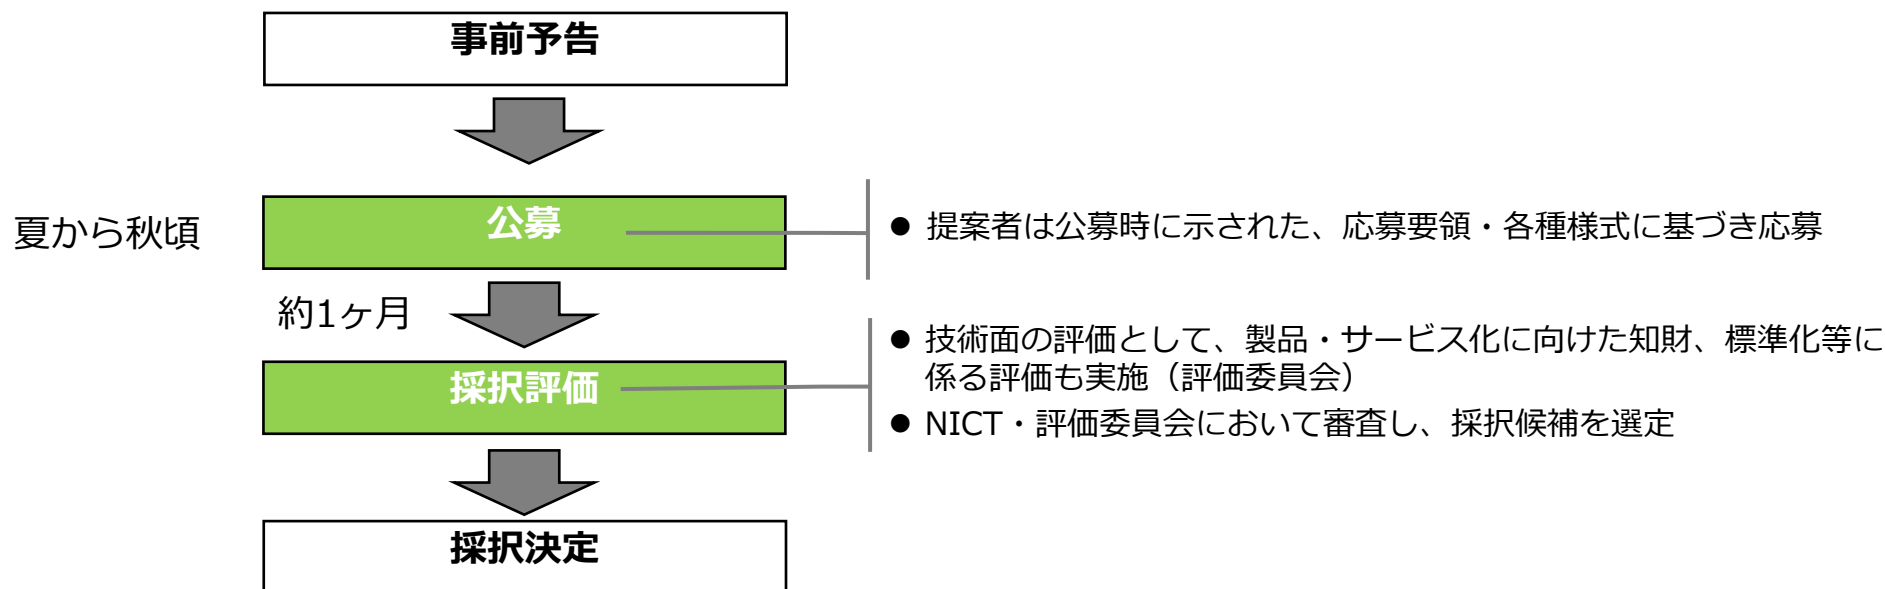 事前予告
夏から秋頃
公募
● 提案者は公募時に示された、応募要領・各種様式に基づき応募
約1ヶ月
採択評価
● 技術面の評価として、製品・サービス化に向けた知財、標準化等に
係る評価も実施（評価委員会）
● NICT・評価委員会において審査し、採択候補を選定
採択決定